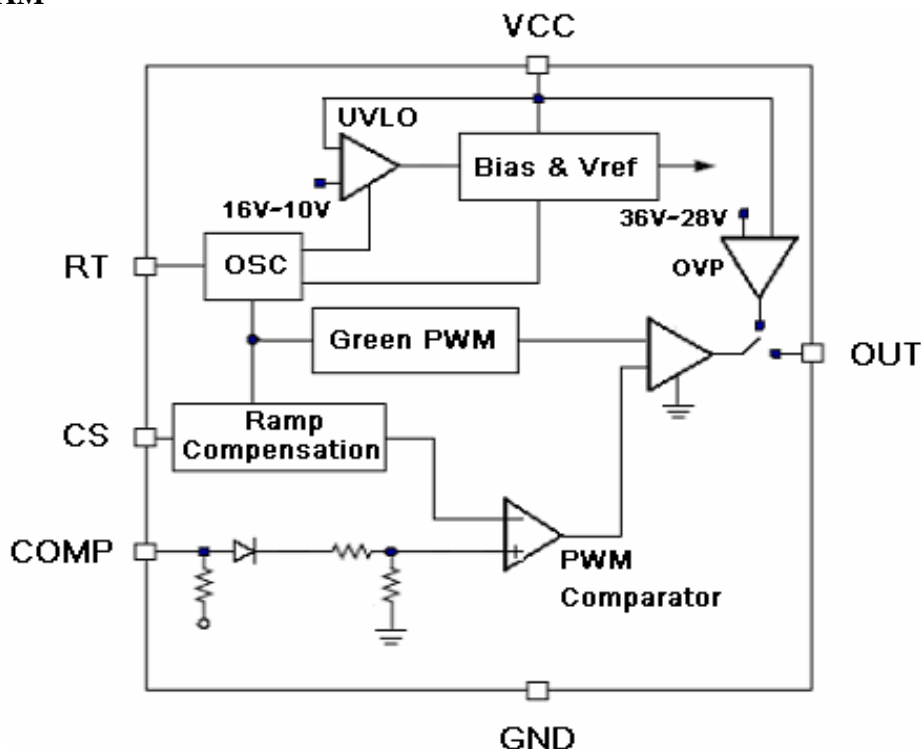 VCC
UVLO
Bias & Vref
16V~10V
36V~28V
RT
OSC
OVP
Green PWM
OUT
CS
Ramp
Compensation
COMP
PWM
Comparator
GND